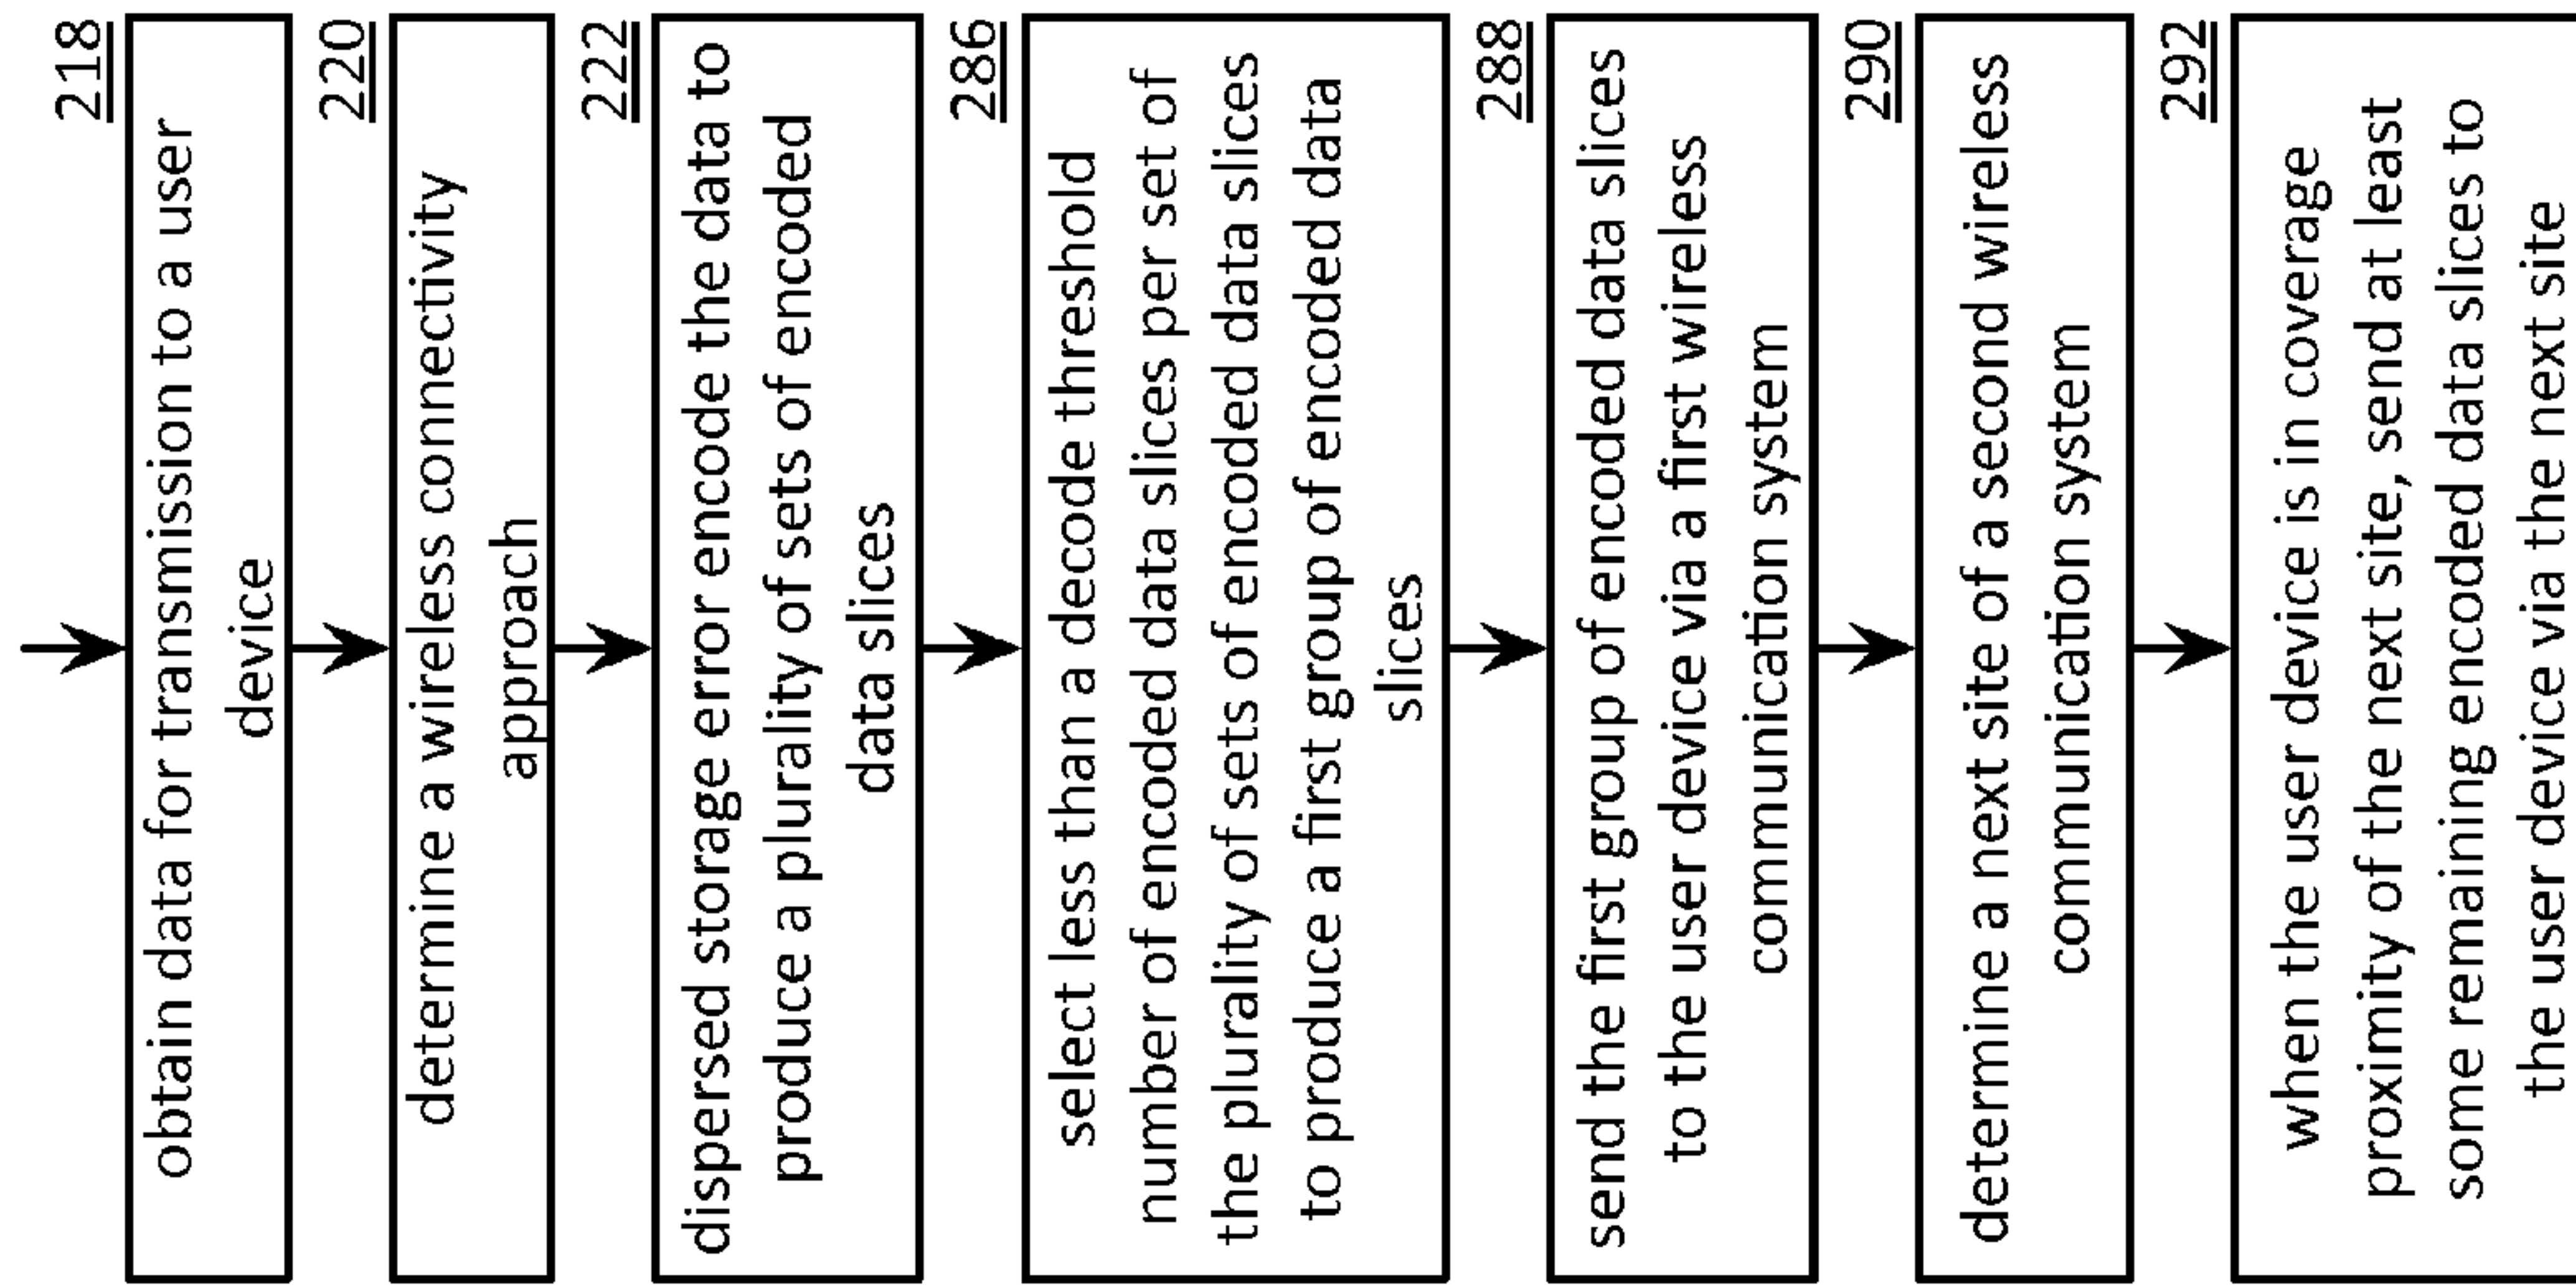 218
obtain data for transmission to a user
device
220
determine a wireless connectivity
approach
222
dispersed storage error encode the data to
produce a plurality of sets of encoded
data slices
286
select less than a decode threshold
number of encoded data slices per set of
the plurality of sets of encoded data slices
to produce a first group of encoded data
slices
288
send the first group of encoded data slices
to the user device via a first wireless
communication system
290
determine a next site of a second wireless
communication system
292
when the user device is in coverage
proximity of the next site, send at least
some remaining encoded data slices to
the user device via the next site